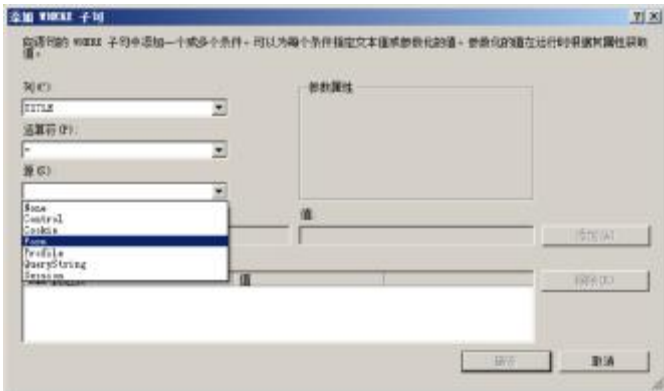 添加 WHERE 子句
向语句的 WHERE 子句中添加一个或多个条件。可以为每个条件指定文本值或参数化的值。参数化的值在运行时根据其属性获取
值。
列(C)
参数属性
TITLE
运算符(P):
=
源(S)
None
Control
Cookie
Form
Profile
QueryString
Session
值
添加(A)
值
移除(R)
确定
取消